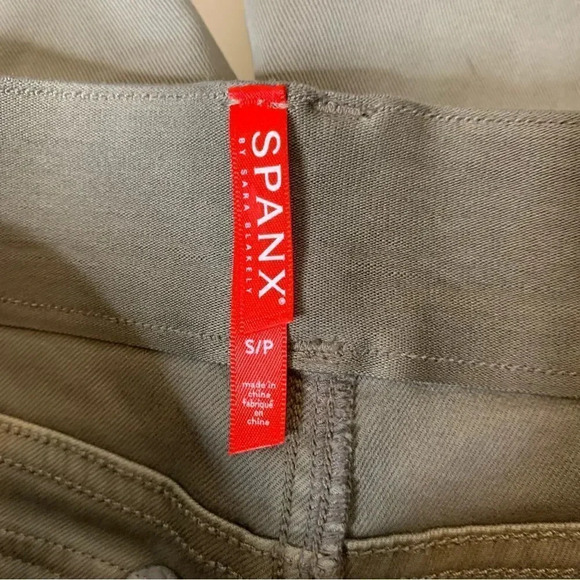 SPANX®
BY SARA BLAKELY
S/P
made in
china
fabriqué
en
chine